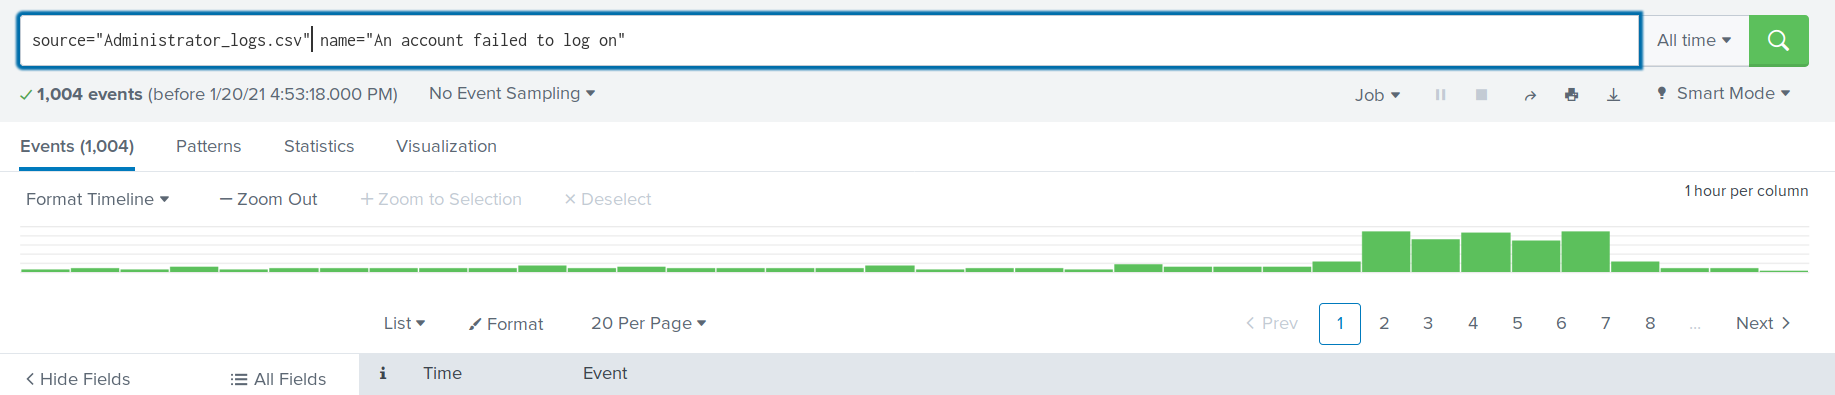 source="Administrator_logs.csv" name="An account failed to log on"
All time
1,004 events (before 1/20/21 4:53:18.000 PM)
No Event Sampling
Job
Smart Mode
Events (1,004)
Patterns
Statistics
Visualization
Format Timeline
— Zoom Out
+ Zoom to Selection
× Deselect
1 hour per column
List
Format
20 Per Page
< Prev
1
2
3
4
5
6
7
8
...
Next >
< Hide Fields
All Fields
i
Time
Event